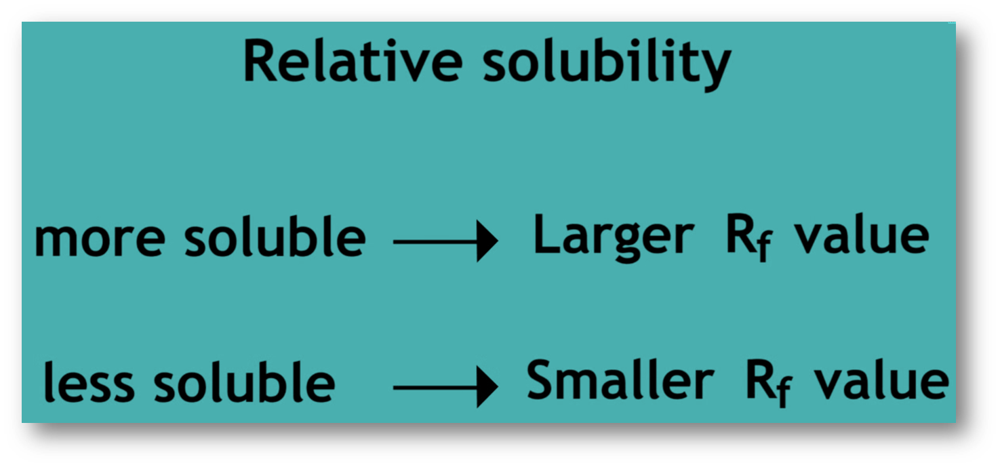 Relative solubility
more soluble → Larger Rf value
less soluble → Smaller Rf value